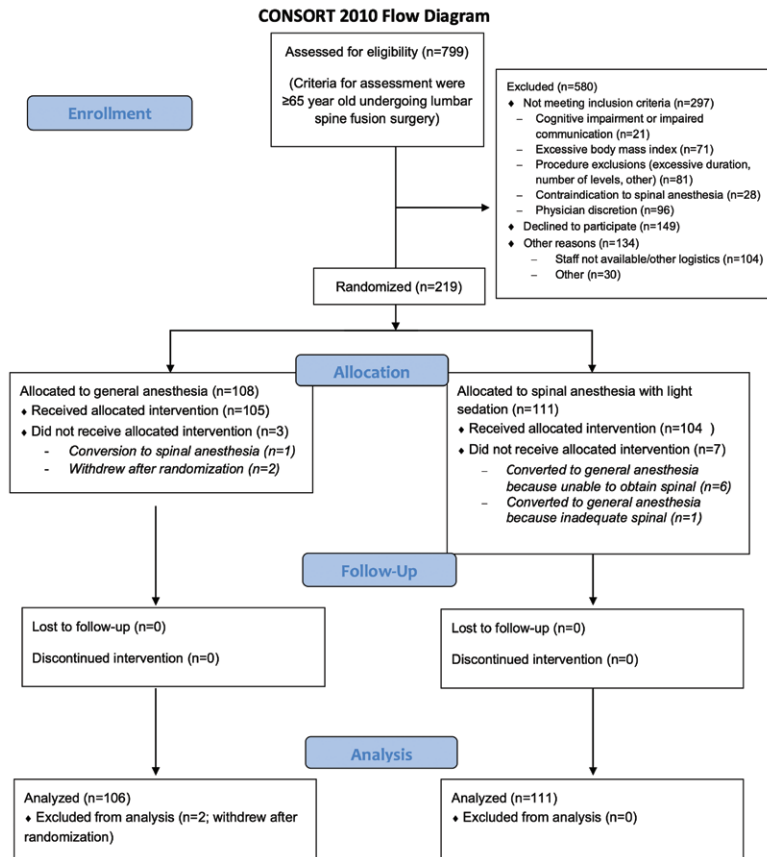 CONSORT 2010 Flow Diagram
Assessed for eligibility (n=799)
(Criteria for assessment were
≥65 year old undergoing lumbar
spine fusion surgery)
Enrollment
Excluded (n=580)
♦ Not meeting inclusion criteria (n=297)
– Cognitive impairment or impaired
communication (n=21)
– Excessive body mass index (n=71)
– Procedure exclusions (excessive duration,
number of levels, other) (n=81)
– Contraindication to spinal anesthesia (n=28)
– Physician discretion (n=96)
♦ Declined to participate (n=149)
♦ Other reasons (n=134)
– Staff not available/other logistics (n=104)
– Other (n=30)
Randomized (n=219)
Allocation
Allocated to general anesthesia (n=108)
♦ Received allocated intervention (n=105)
♦ Did not receive allocated intervention (n=3)
- Conversion to spinal anesthesia (n=1)
- Withdrew after randomization (n=2)
Allocated to spinal anesthesia with light
sedation (n=111)
♦ Received allocated intervention (n=104 )
♦ Did not receive allocated intervention (n=7)
– Converted to general anesthesia
because unable to obtain spinal (n=6)
– Converted to general anesthesia
because inadequate spinal (n=1)
Follow-Up
Lost to follow-up (n=0)
Discontinued intervention (n=0)
Lost to follow-up (n=0)
Discontinued intervention (n=0)
Analysis
Analyzed (n=106)
♦ Excluded from analysis (n=2; withdrew after
randomization)
Analyzed (n=111)
♦ Excluded from analysis (n=0)